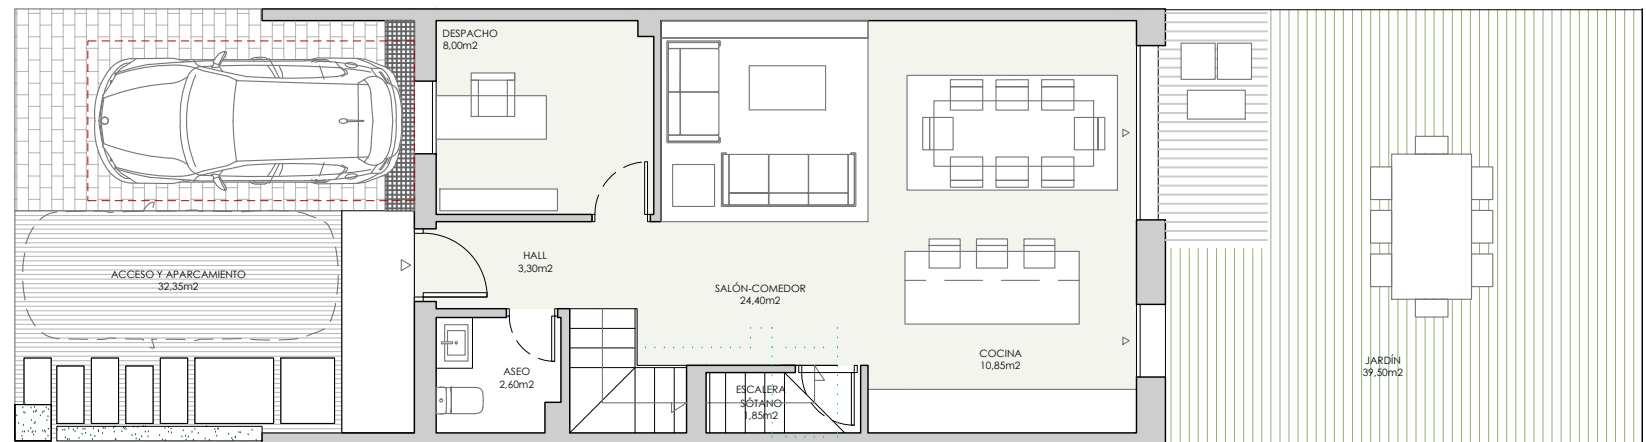 DESPACHO
8,00m2
HALL
3,30m2
ACCESO Y APARCAMIENTO
32,35m2
SALÓN-COMEDOR
24,40m2
COCINA
10,85m2
JARDÍN
39,50m2
ASEO
2,60m2
ESCALERA
SÓTANO
1,85m2